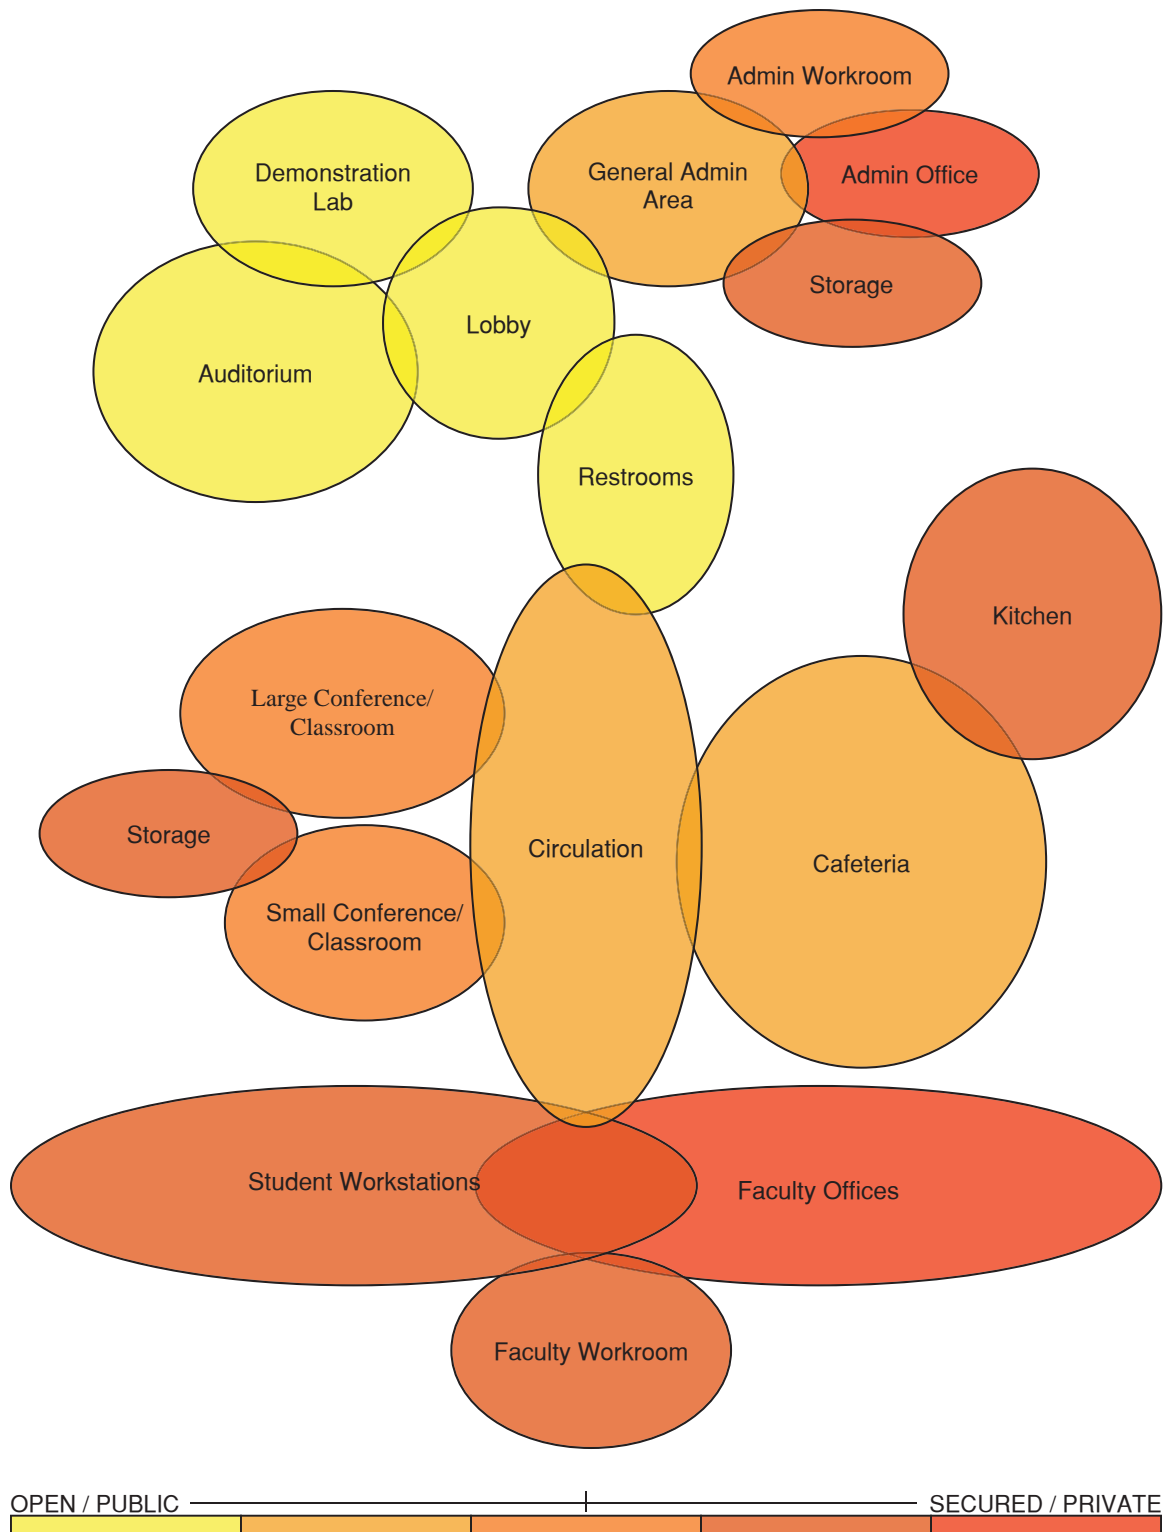 Admin Workroom
Demonstration
Lab
General Admin
Area
Admin Office
Storage
Lobby
Auditorium
Restrooms
Kitchen
Large Conference/
Classroom
Storage
Circulation
Cafeteria
Small Conference/
Classroom
Student Workstations
Faculty Offices
Faculty Workroom
OPEN / PUBLIC
SECURED / PRIVATE